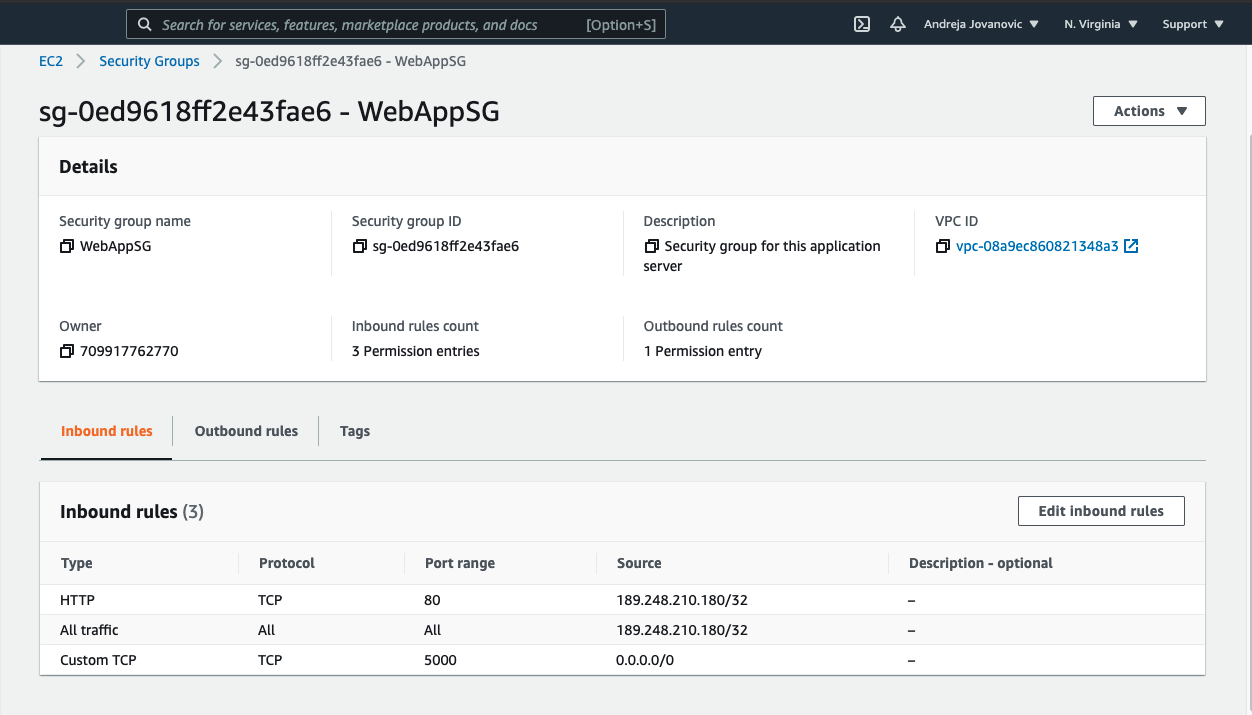 Search for services, features, marketplace products, and docs [Option+S] Andreja Jovanovic N. Virginia Support
EC2 Security Groups sg-0ed9618ff2e43fae6 - WebAppSG
sg-0ed9618ff2e43fae6 - WebAppSG
Actions
Details
Security group name Security group ID Description VPC ID
WebAppSG sg-0ed9618ff2e43fae6 Security group for this application vpc-08a9ec860821348a3
server
Owner Inbound rules count Outbound rules count
709917762770 3 Permission entries 1 Permission entry
Inbound rules Outbound rules Tags
Inbound rules (3) Edit inbound rules
Type Protocol Port range Source Description - optional
HTTP TCP 80 189.248.210.180/32 –
All traffic All All 189.248.210.180/32 –
Custom TCP TCP 5000 0.0.0.0/0 –